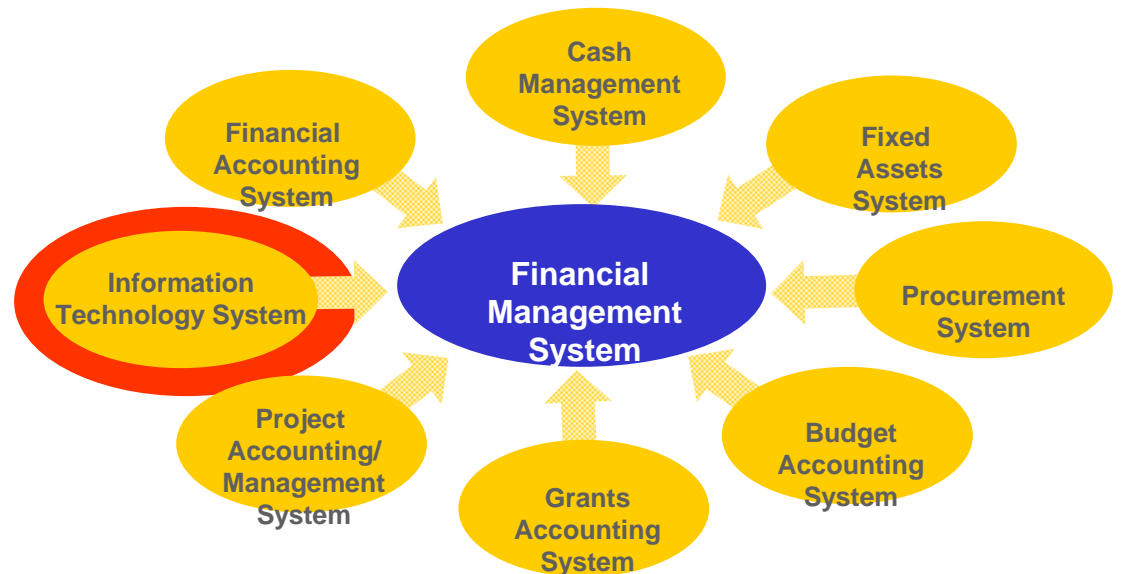 Cash
Management
System
Financial
Accounting
System
Fixed
Assets
System
Information
Technology System
Financial
Management
System
Procurement
System
Project
Accounting/
Management
System
Grants
Accounting
System
Budget
Accounting
System